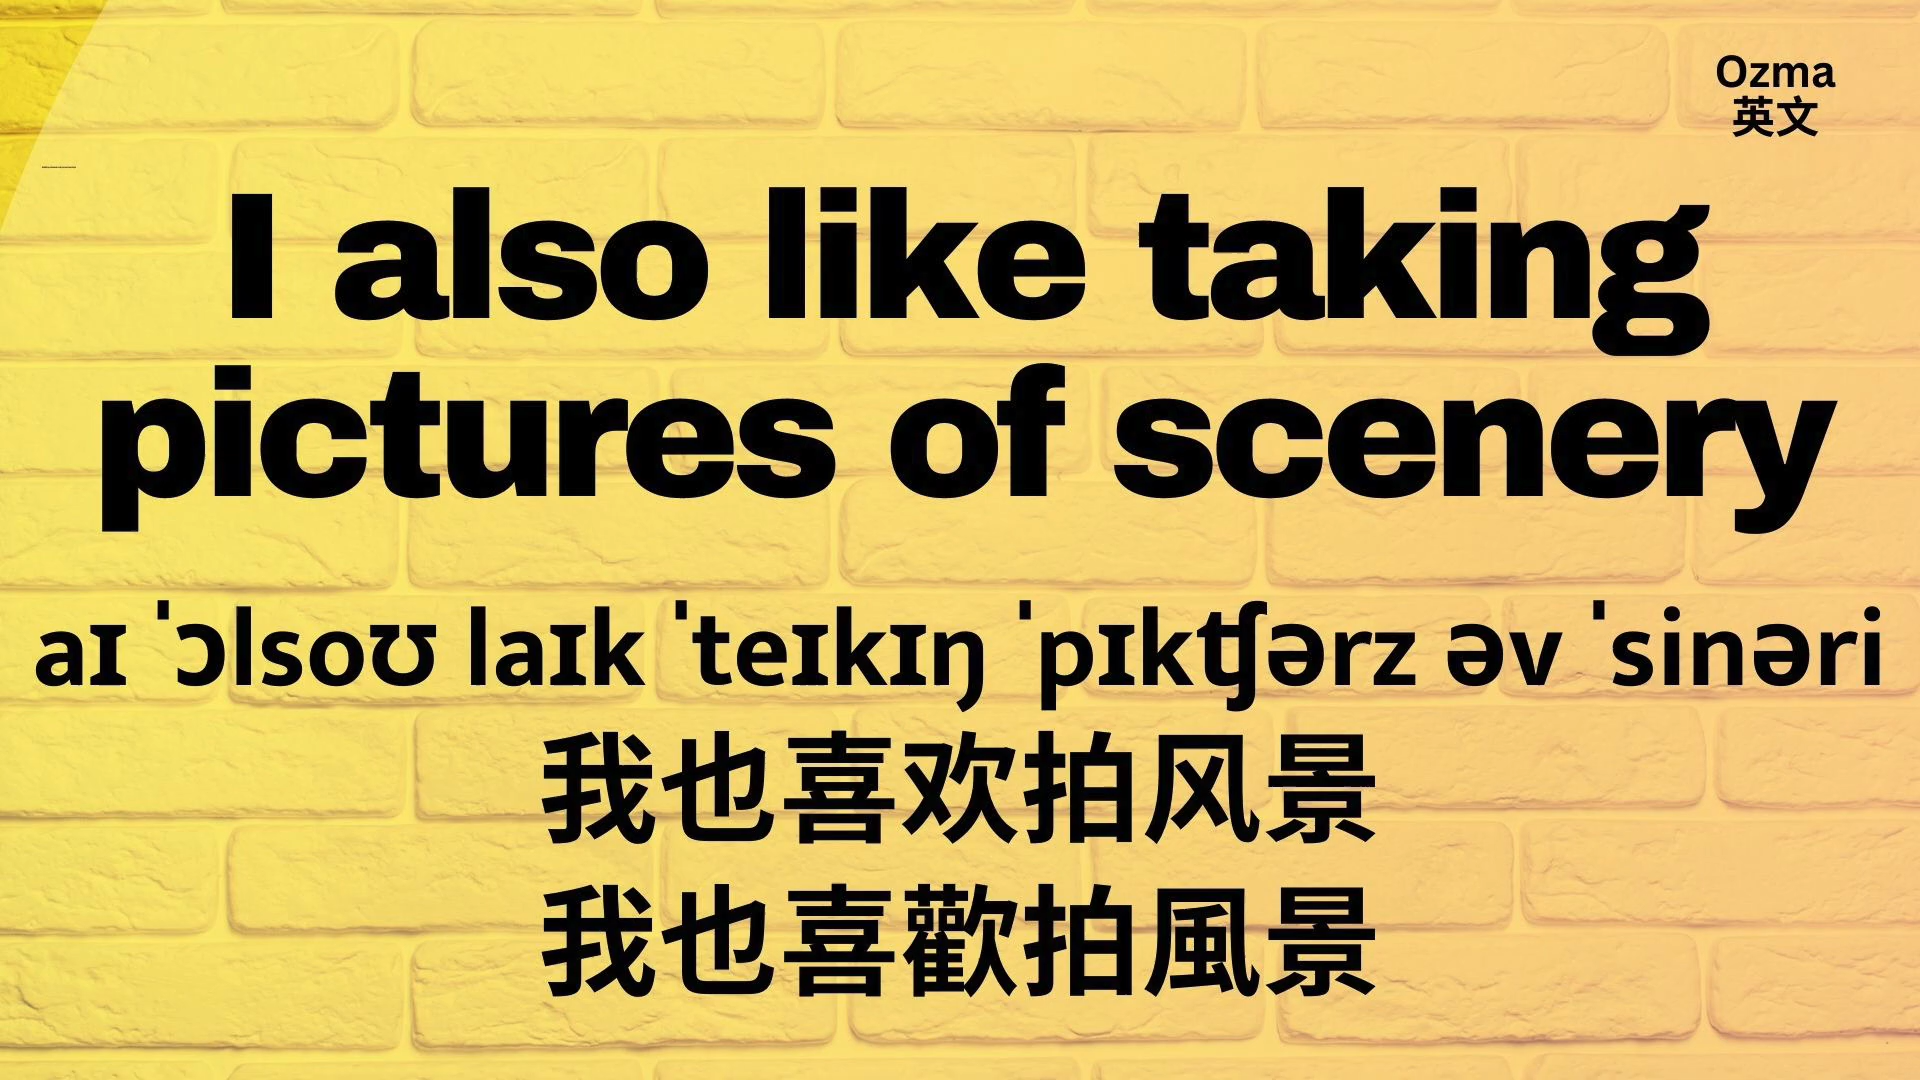 Ozma
英文
I also like taking
pictures of scenery
aɪ ˈɔlsoʊ laɪk ˈteɪkɪŋ ˈpɪkʧərz əv ˈsinəri
我也喜欢拍风景
我也喜歡拍風景